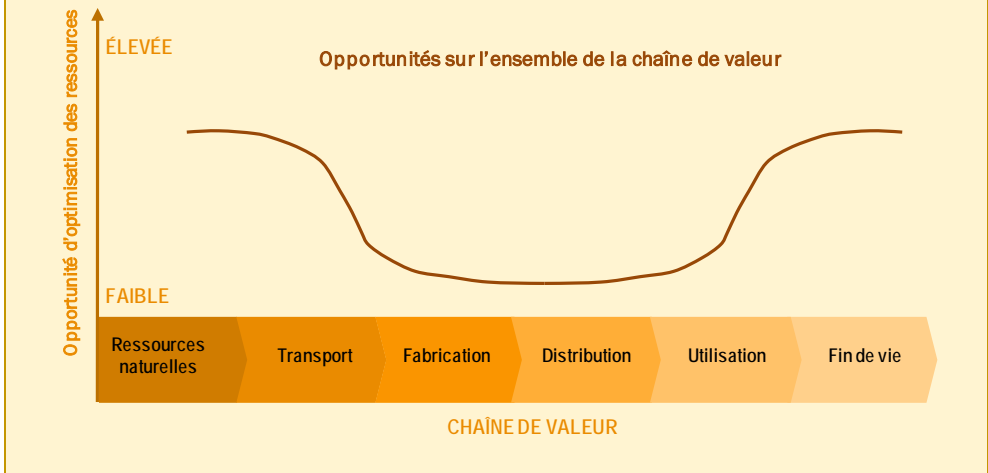 Opportunité d'optimisation des ressources
ÉLEVÉE
Opportunités sur l'ensemble de la chaîne de valeur
FAIBLE
Ressources
naturelles
Transport
Fabrication
Distribution
Utilisation
Fin de vie
CHAÎNE DE VALEUR